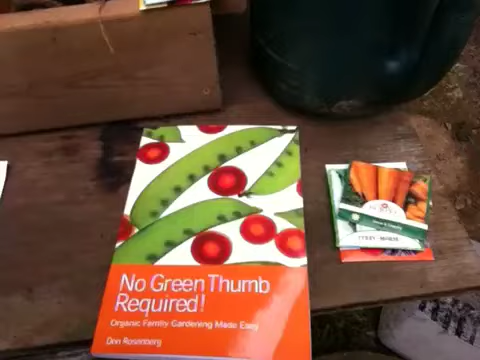 No Green Thumb
Required!
Organic Family Gardening Made Easy
Don Rosenberg